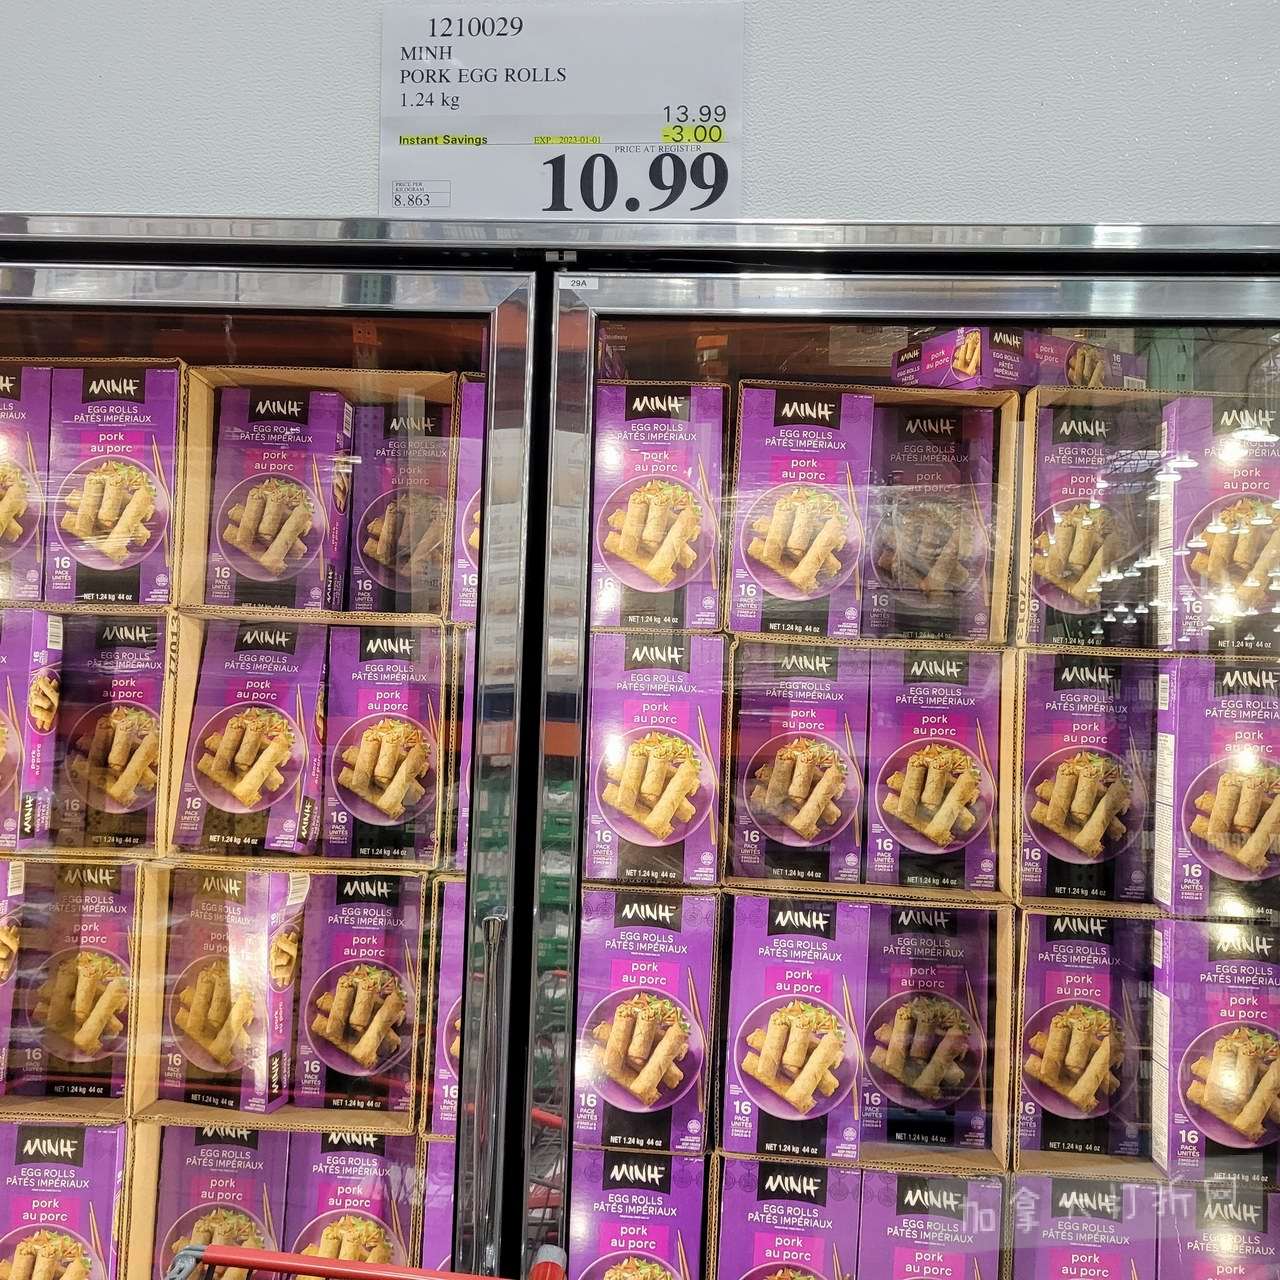 1210029
MINH
PORK EGG ROLLS
1.24 kg
13.99
Instant Savings EXP. 2023-01-01 -3.00
PRICE AT REGISTER
10.99
PRICE PER
KILOGRAM
8.863
29A
MINH
EGG ROLLS
PÂTÉS IMPÉRIAUX
pork
au porc
16
PACK
UNITÉS
NET 1.24 kg 44 oz
77013
加拿大打折网